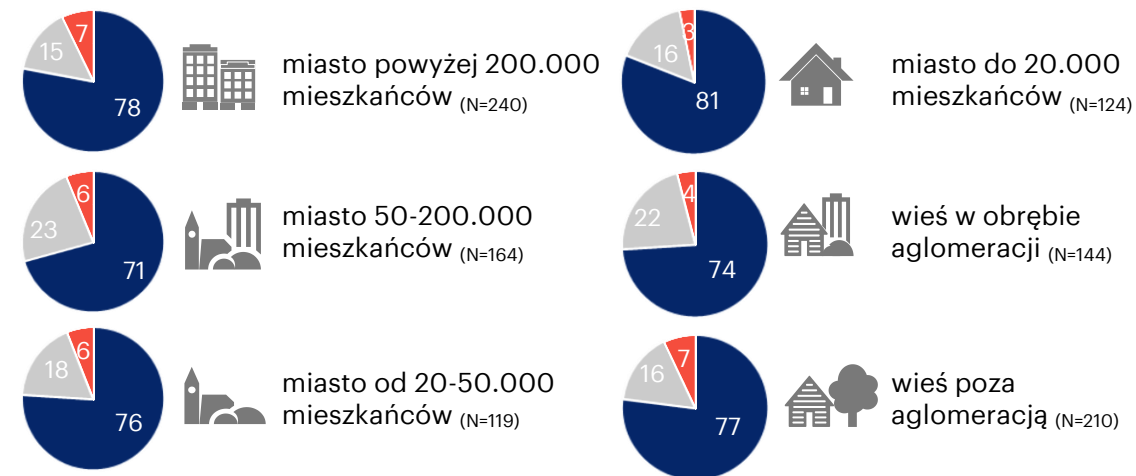 15
7
78
miasto powyżej 200.000
mieszkańców (N=240)
23
6
71
miasto 50-200.000
mieszkańców (N=164)
18
6
76
miasto od 20-50.000
mieszkańców (N=119)
16
3
81
miasto do 20.000
mieszkańców (N=124)
22
4
74
wieś w obrębie
aglomeracji (N=144)
16
7
77
wieś poza
aglomeracją (N=210)